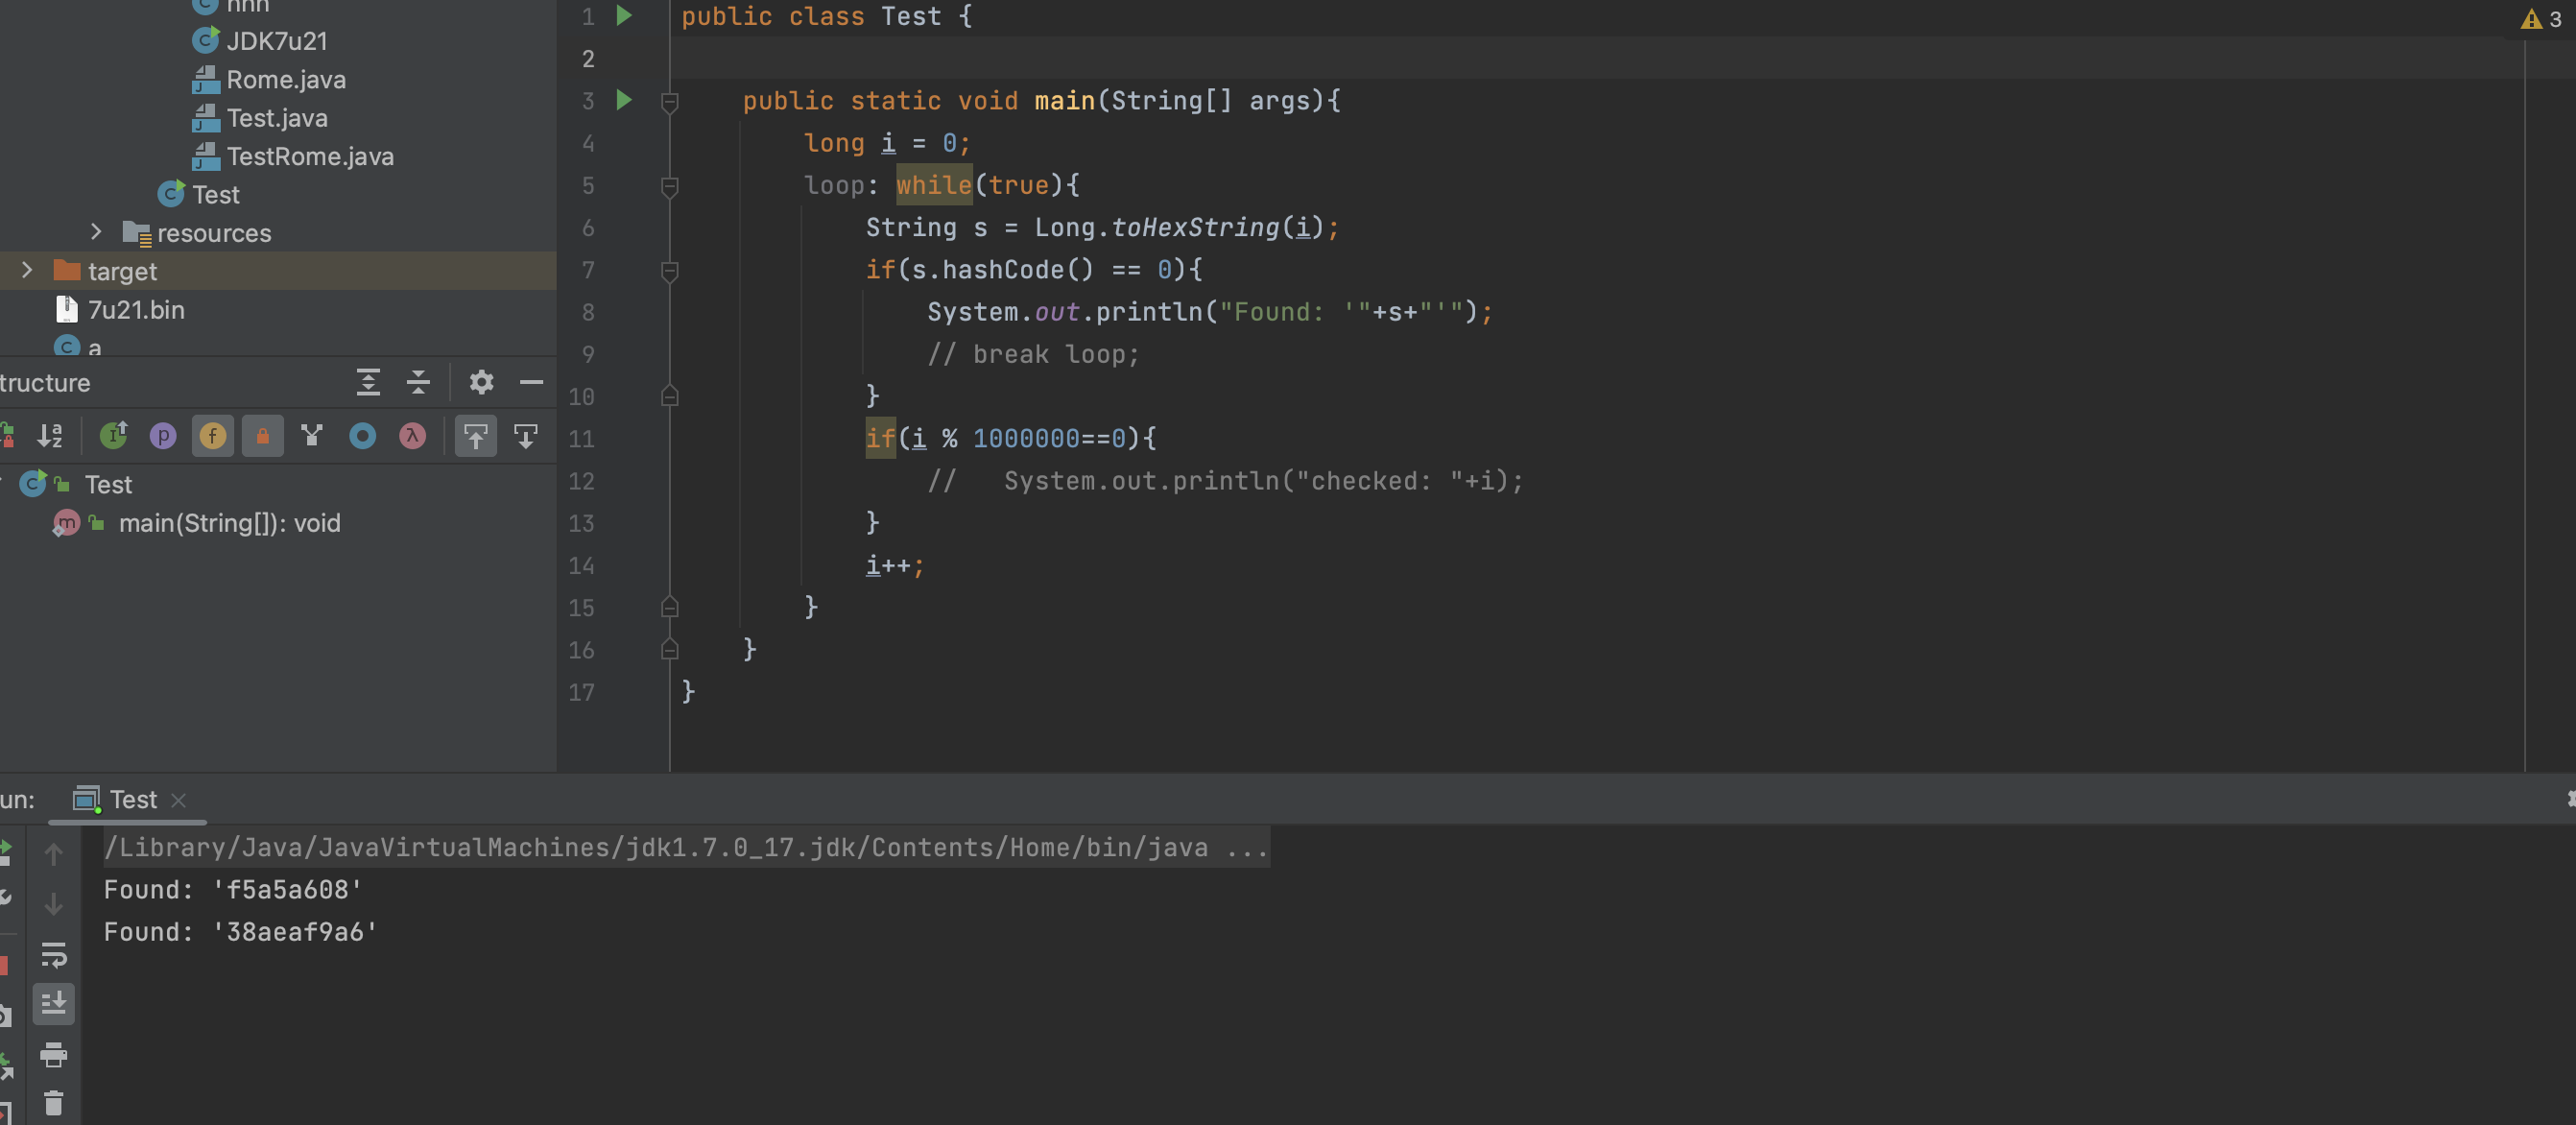 nnn
JDK7u21
Rome.java
Test.java
TestRome.java
Test
resources
target
7u21.bin
a
tructure
Test
main(String[]): void
3
1 public class Test {
2
3 public static void main(String[] args){
4 long i = 0;
5 loop: while(true){
6 String s = Long.toHexString(i);
7 if(s.hashCode() == 0){
8 System.out.println("Found: '"+s+"'");
9 // break loop;
10 }
11 if(i % 1000000==0){
12 //   System.out.println("checked: "+i);
13 }
14 i++;
15 }
16 }
17 }
un: Test
/Library/Java/JavaVirtualMachines/jdk1.7.0_17.jdk/Contents/Home/bin/java ...
Found: 'f5a5a608'
Found: '38aeaf9a6'